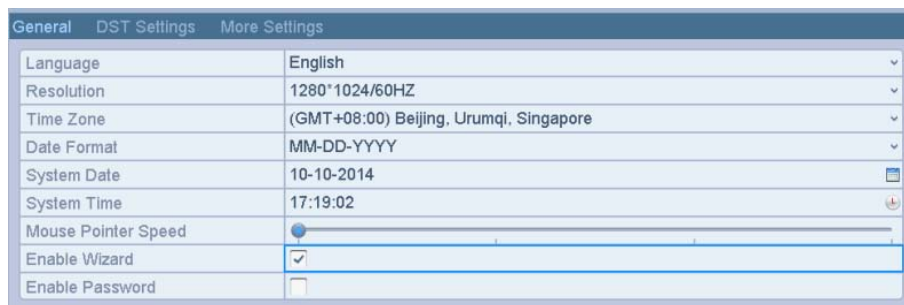 General DST Settings More Settings
Language English
Resolution 1280*1024/60HZ
Time Zone (GMT+08:00) Beijing, Urumqi, Singapore
Date Format MM-DD-YYYY
System Date 10-10-2014
System Time 17:19:02
Mouse Pointer Speed
Enable Wizard
Enable Password